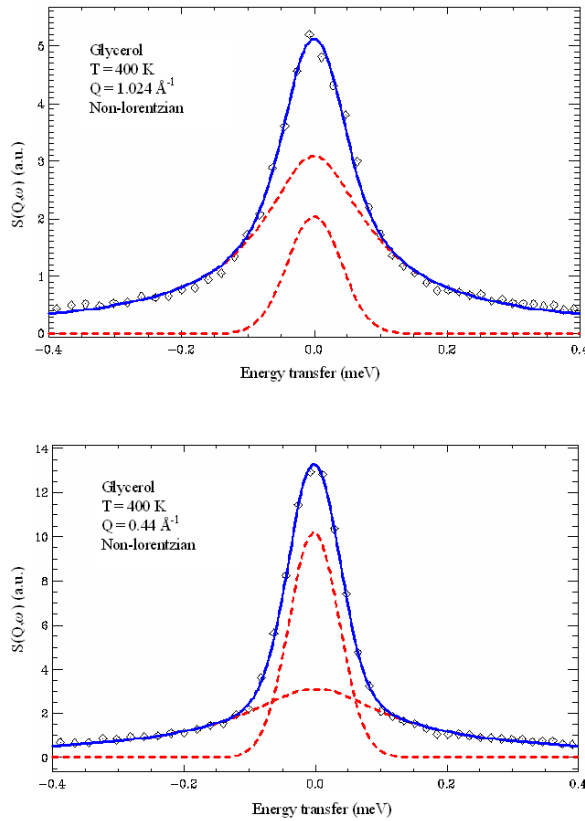 Glycerol
T = 400 K
Q = 1.024 Å-1
Non-lorentzian
S(Q,ω) (a.u.)
5
4
3
2
1
0
−0.4 −0.2 0.0 0.2 0.4
Energy transfer (meV)
Glycerol
T = 400 K
Q = 0.44 Å-1
Non-lorentzian
S(Q,ω) (a.u.)
14
12
10
8
6
4
2
0
−0.4 −0.2 0.0 0.2 0.4
Energy transfer (meV)